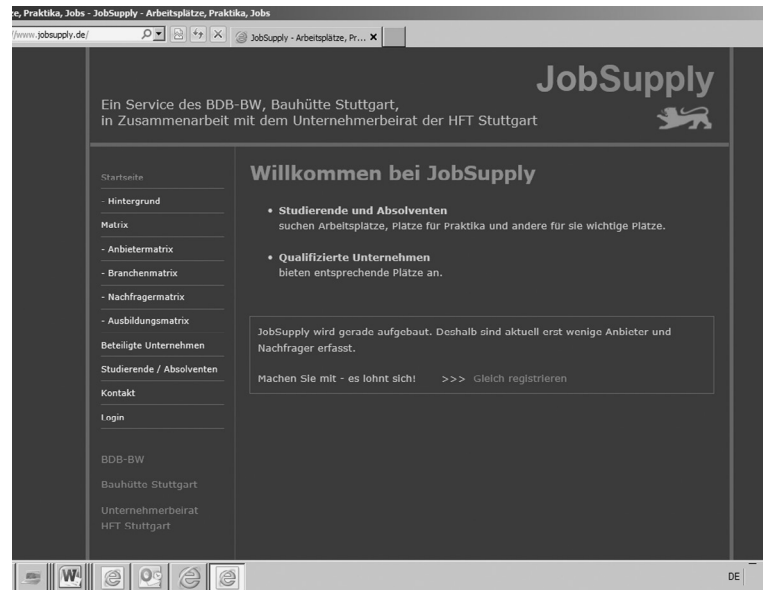 ze, Praktika, Jobs - JobSupply - Arbeitsplätze, Praktika, Jobs
//www.jobsupply.de/
JobSupply - Arbeitsplätze, Pr...
JobSupply
Ein Service des BDB-BW, Bauhütte Stuttgart,
in Zusammenarbeit mit dem Unternehmerbeirat der HFT Stuttgart
Startseite
- Hintergrund
Matrix
- Anbietermatrix
- Branchenmatrix
- Nachfragermatrix
- Ausbildungsmatrix
Beteiligte Unternehmen
Studierende / Absolventen
Kontakt
Login
BDB-BW
Bauhütte Stuttgart
Unternehmerbeirat
HFT Stuttgart
Willkommen bei JobSupply
• Studierende und Absolventen
suchen Arbeitsplätze, Plätze für Praktika und andere für sie wichtige Plätze.
• Qualifizierte Unternehmen
bieten entsprechende Plätze an.
JobSupply wird gerade aufgebaut. Deshalb sind aktuell erst wenige Anbieter und
Nachfrager erfasst.
Machen Sie mit - es lohnt sich! >>> Gleich registrieren
DE